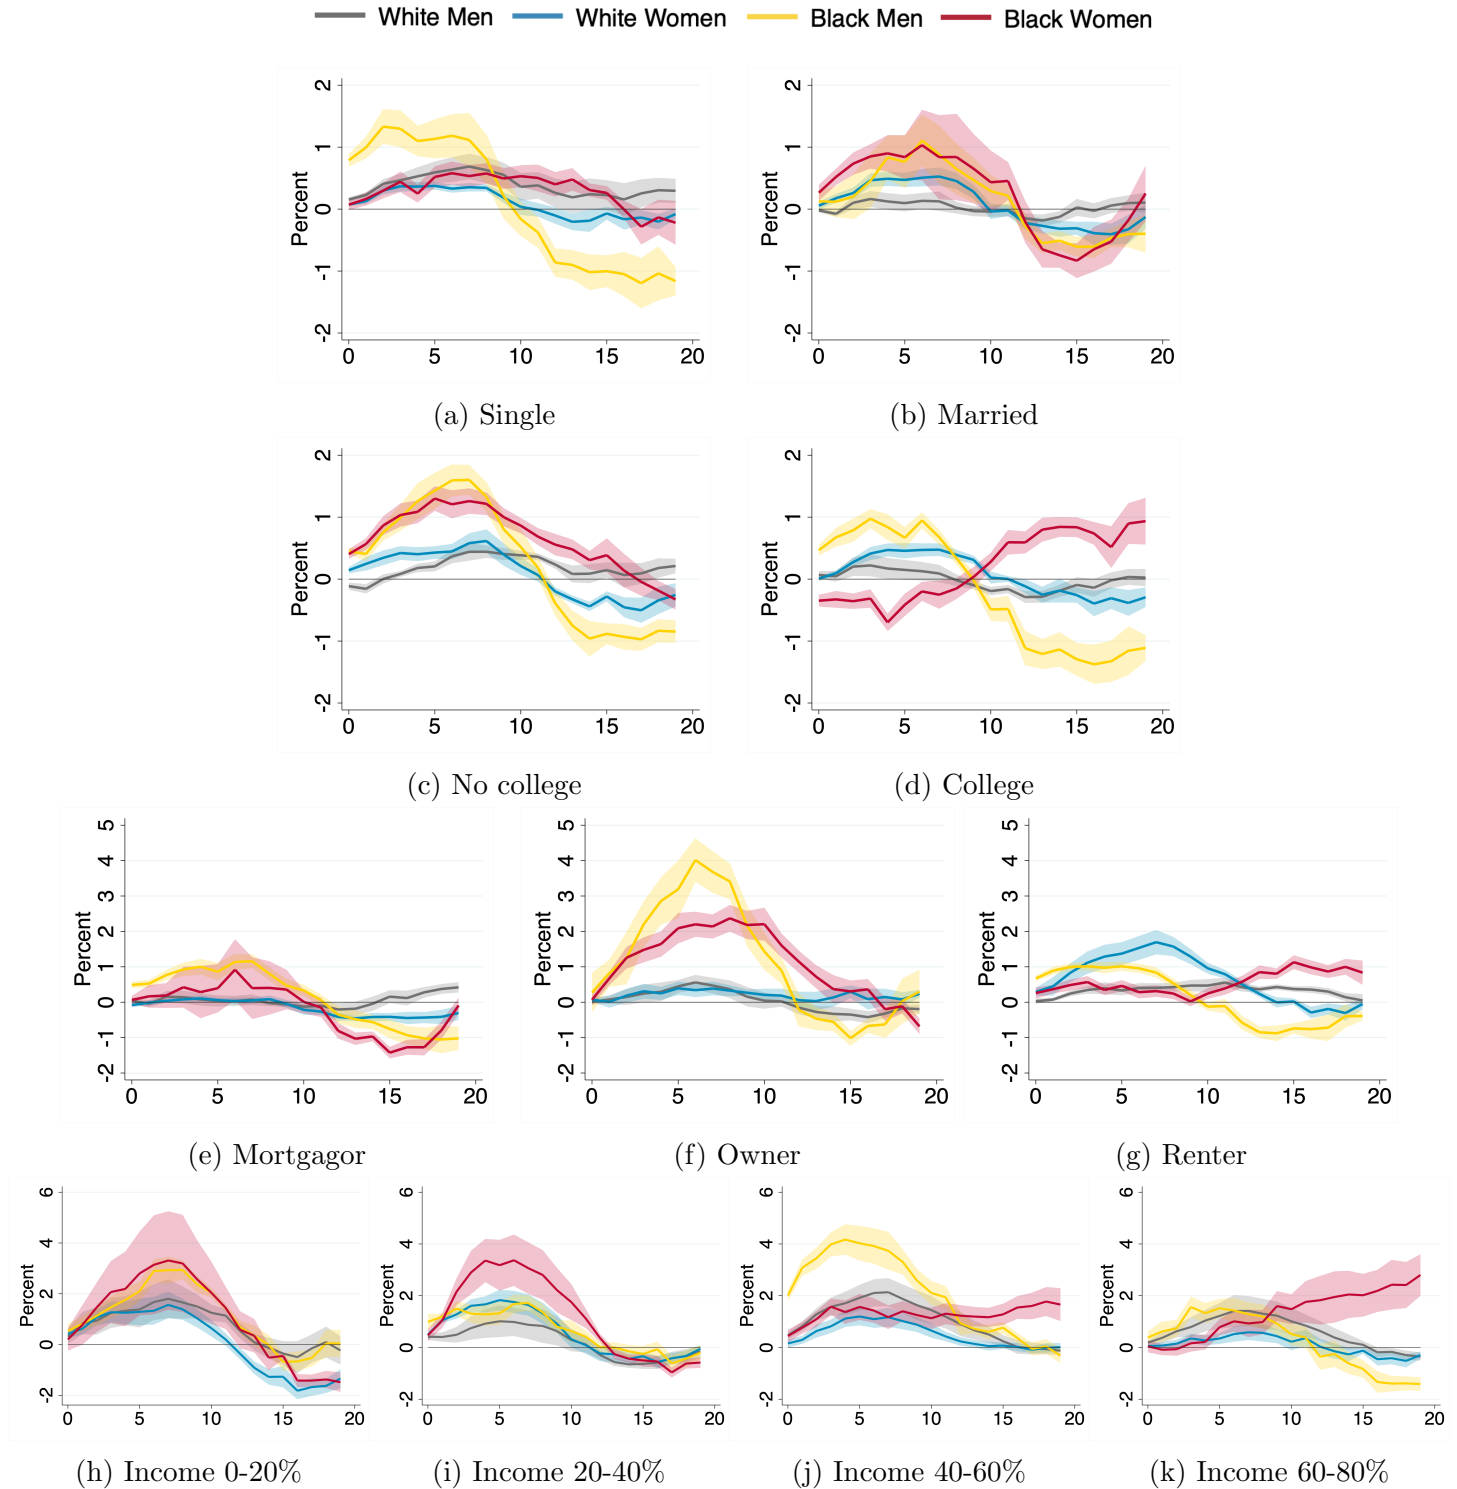 White Men White Women Black Men Black Women
Percent
2
1
0
-1
-2
0 5 10 15 20
(a) Single
Percent
2
1
0
-1
-2
0 5 10 15 20
(b) Married
Percent
2
1
0
-1
-2
0 5 10 15 20
(c) No college
Percent
2
1
0
-1
-2
0 5 10 15 20
(d) College
Percent
5
4
3
2
1
0
-1
-2
0 5 10 15 20
(e) Mortgagor
Percent
5
4
3
2
1
0
-1
-2
0 5 10 15 20
(f) Owner
Percent
5
4
3
2
1
0
-1
-2
0 5 10 15 20
(g) Renter
Percent
6
4
2
0
-2
0 5 10 15 20
(h) Income 0-20%
Percent
6
4
2
0
-2
0 5 10 15 20
(i) Income 20-40%
Percent
6
4
2
0
-2
0 5 10 15 20
(j) Income 40-60%
Percent
6
4
2
0
-2
0 5 10 15 20
(k) Income 60-80%